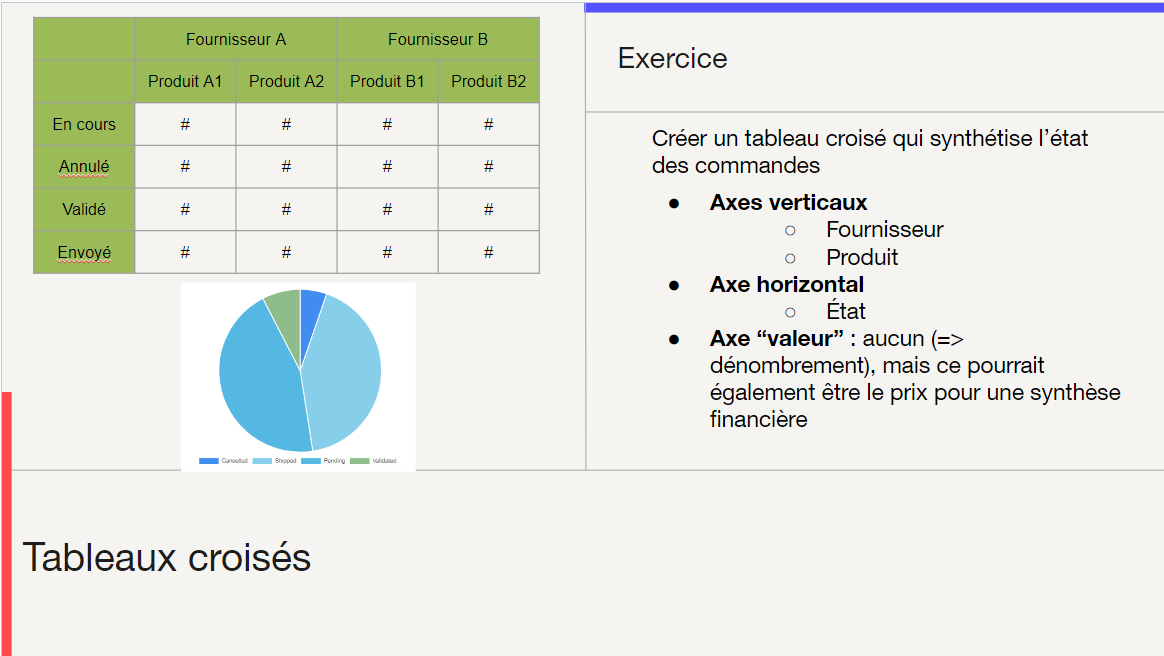 Fournisseur A Fournisseur B
Produit A1 Produit A2 Produit B1 Produit B2
En cours # # # #
Annulé # # # #
Validé # # # #
Envoyé # # # #
Cancelled Shipped Pending Validated
Exercice
Créer un tableau croisé qui synthétise l’état
des commandes
● Axes verticaux
○ Fournisseur
○ Produit
● Axe horizontal
○ État
● Axe “valeur” : aucun (=>
dénombrement), mais ce pourrait
également être le prix pour une synthèse
financière
Tableaux croisés